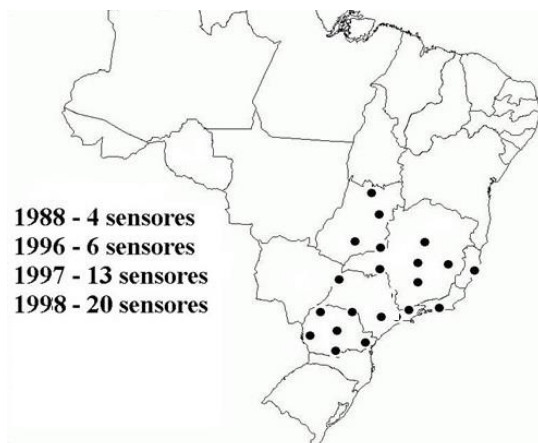 1988 - 4 sensores
1996 - 6 sensores
1997 - 13 sensores
1998 - 20 sensores